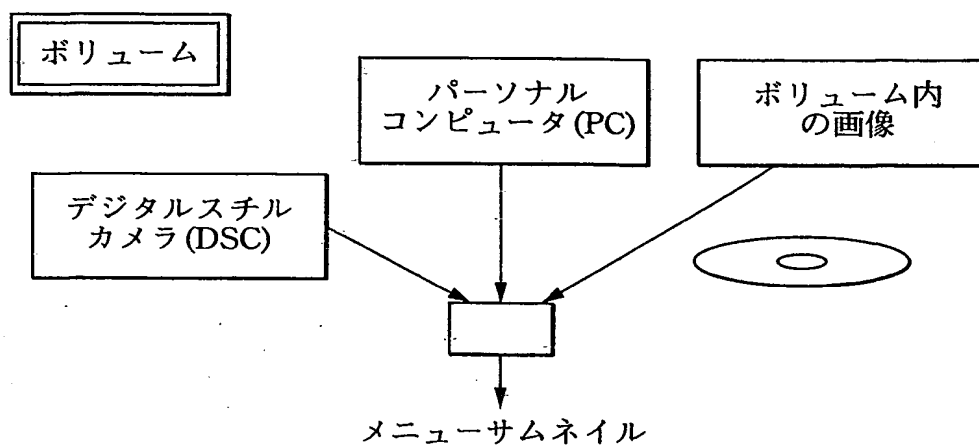 ボリューム
パーソナル
コンピュータ(PC)
ボリューム内
の画像
デジタルスチル
カメラ(DSC)
メニューサムネイル